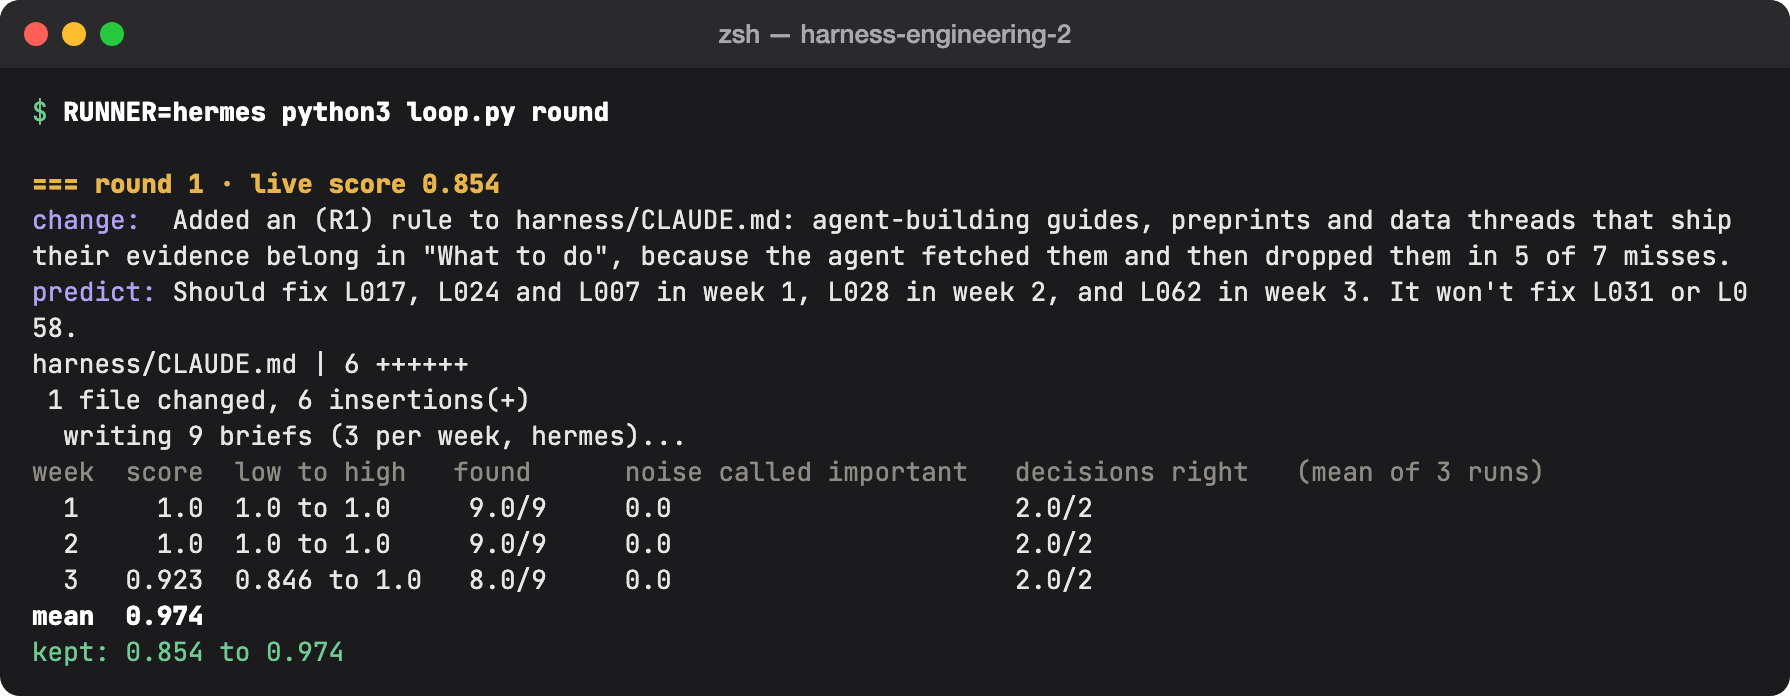 zsh — harness-engineering-2
$ RUNNER=hermes python3 loop.py round
=== round 1 · live score 0.854
change:  Added an (R1) rule to harness/CLAUDE.md: agent-building guides, preprints and data threads that ship
their evidence belong in "What to do", because the agent fetched them and then dropped them in 5 of 7 misses.
predict: Should fix L017, L024 and L007 in week 1, L028 in week 2, and L062 in week 3. It won't fix L031 or L0
58.
harness/CLAUDE.md | 6 ++++++
 1 file changed, 6 insertions(+)
  writing 9 briefs (3 per week, hermes)...
week  score  low to high   found      noise called important   decisions right   (mean of 3 runs)
  1     1.0  1.0 to 1.0     9.0/9     0.0                      2.0/2
  2     1.0  1.0 to 1.0     9.0/9     0.0                      2.0/2
  3   0.923  0.846 to 1.0   8.0/9     0.0                      2.0/2
mean  0.974
kept: 0.854 to 0.974